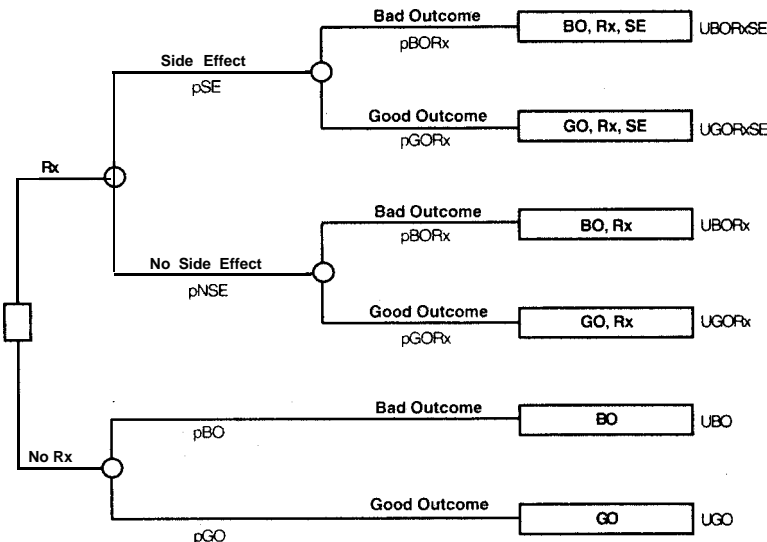 Bad Outcome
pBORx
BO, Rx, SE
UBORxSE
Side Effect
pSE
Good Outcome
pGORx
GO, Rx, SE
UGORxSE
Rx
Bad Outcome
pBORx
BO, Rx
UBORx
No Side Effect
pNSE
Good Outcome
pGORx
GO, Rx
UGORx
Bad Outcome
pBO
BO
UBO
No Rx
Good Outcome
pGO
GO
UGO